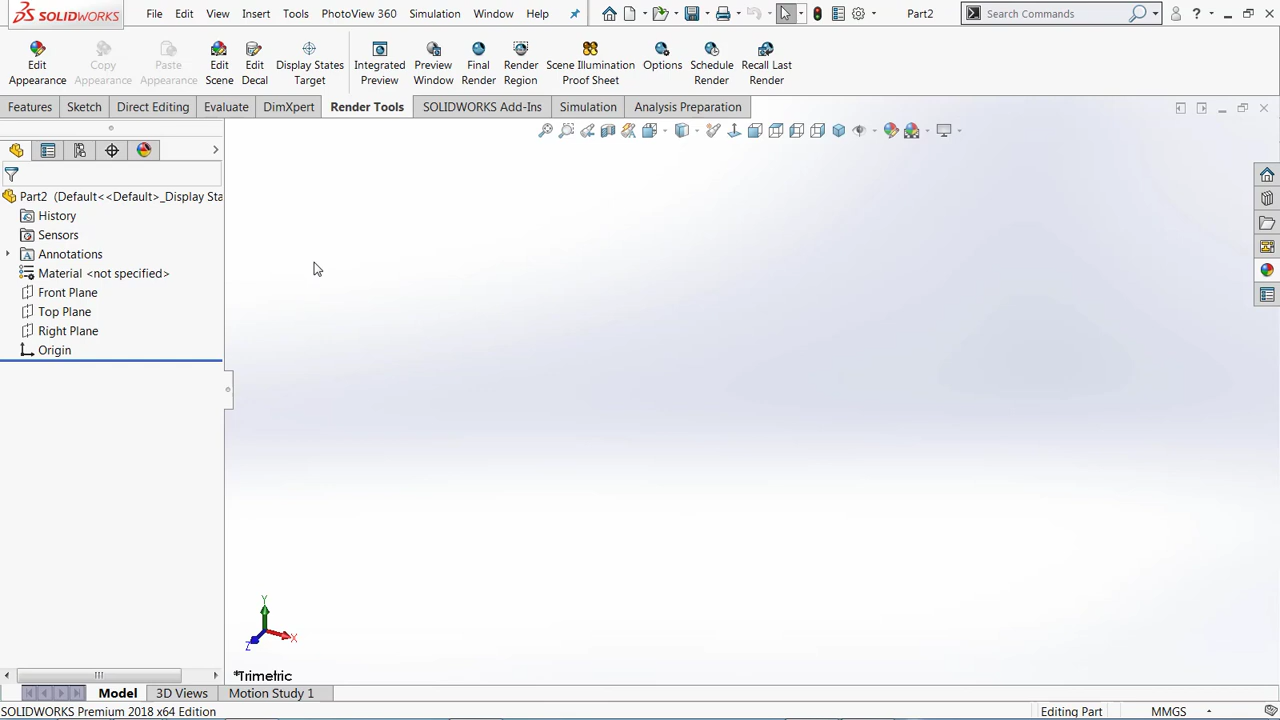 SOLIDWORKS File Edit View Insert Tools PhotoView 360 Simulation Window Help Part2 Search Commands ?
Edit Appearance
Copy Appearance
Paste Appearance
Edit Scene
Edit Decal
Display States Target
Integrated Preview
Preview Window
Final Render
Render Region
Scene Illumination Proof Sheet
Options
Schedule Render
Recall Last Render
Features Sketch Direct Editing Evaluate DimXpert Render Tools SOLIDWORKS Add-Ins Simulation Analysis Preparation
Part2 (Default<<Default>_Display Sta
History
Sensors
A Annotations
Material <not specified>
Front Plane
Top Plane
Right Plane
Origin
Y
X
Z
*Trimetric
Model 3D Views Motion Study 1
SOLIDWORKS Premium 2018 x64 Edition Editing Part MMGS